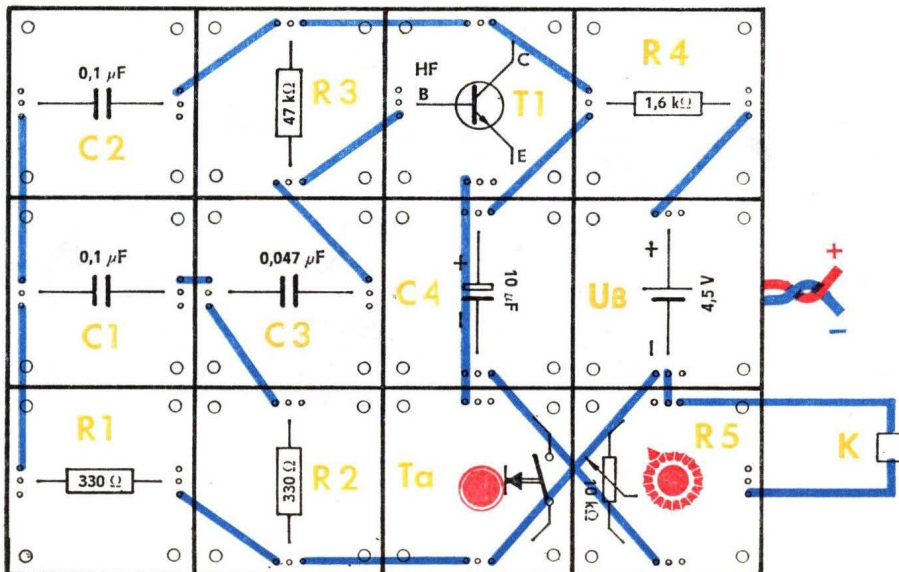 0,1 μF
C2
47 kΩ
R3
HF
B
C
E
T1
R4
1,6 kΩ
0,1 μF
C1
0,047 μF
C3
+
-
C4
10 μF
+
-
UB
4,5 V
+
-
R1
330 Ω
330 Ω
R2
Ta
10 kΩ
R5
K